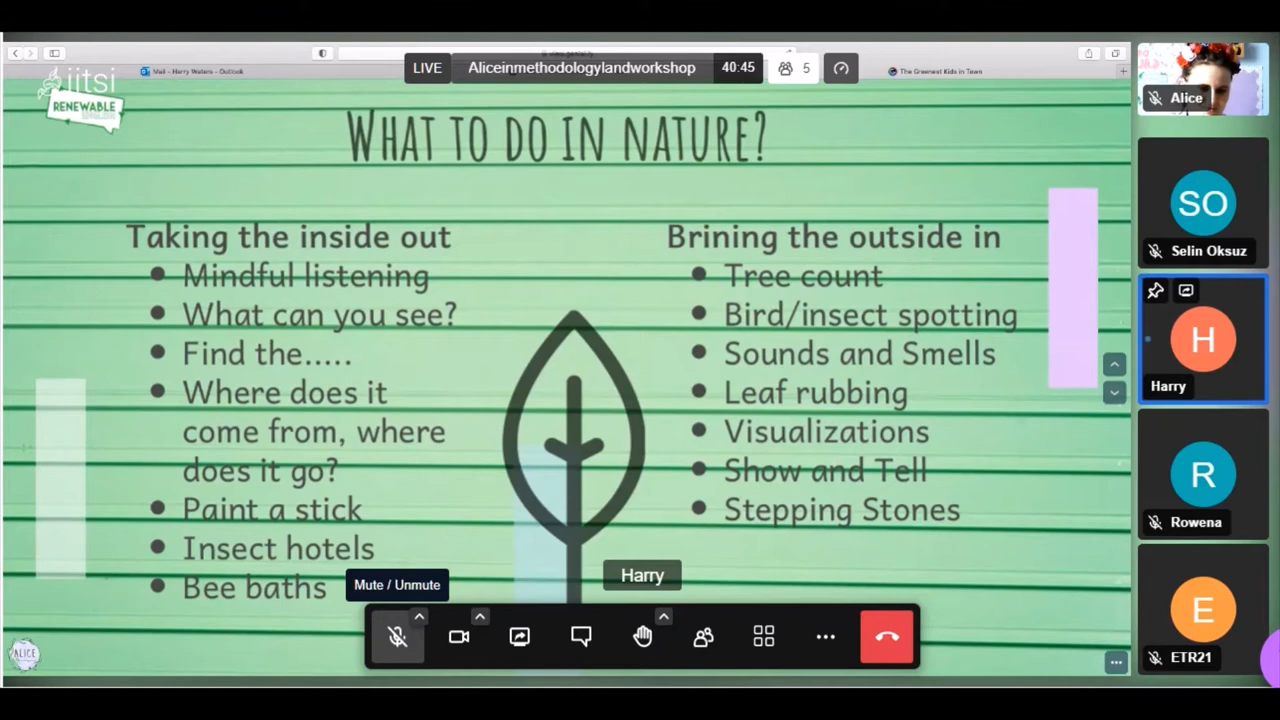 Mail - Harry Waters - Outlook
The Greenest Kids in Town
LIVE
Aliceinmethodologylandworkshop
40:45
5
iitsi
RENEWABLE
ENGLISH
WHAT TO DO IN NATURE?
Taking the inside out
Mindful listening
What can you see?
Find the.....
Where does it
come from, where
does it go?
Paint a stick
Insect hotels
Bee baths
Brining the outside in
Tree count
Bird/insect spotting
Sounds and Smells
Leaf rubbing
Visualizations
Show and Tell
Stepping Stones
Mute / Unmute
Harry
ALICE
Alice
SO
Selin Oksuz
H
Harry
R
Rowena
E
ETR21